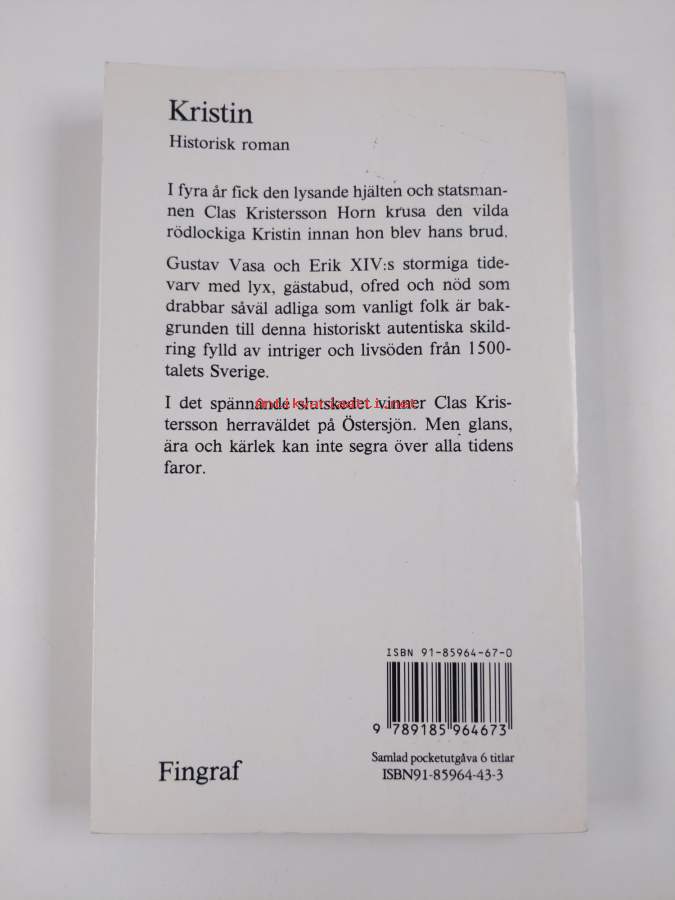 Kristin
Historisk roman
I fyra år fick den lysande hjälten och statsman-
nen Clas Kristersson Horn krusa den vilda
rödlockiga Kristin innan hon blev hans brud.
Gustav Vasa och Erik XIV:s stormiga tide-
varv med lyx, gästabud, ofred och nöd som
drabbar såväl adliga som vanligt folk är bak-
grunden till denna historiskt autentiska skild-
ring fylld av intriger och livsöden från 1500-
talets Sverige.
I det spännande slutskedet vinner Clas Kris-
Antikvariaatti.net
tersson herraväldet på Östersjön. Men glans,
ära och kärlek kan inte segra över alla tidens
faror.
ISBN 91-85964-67-0
9 789185 964673
Samlad pocketutgåva 6 titlar
ISBN91-85964-43-3
Fingraf